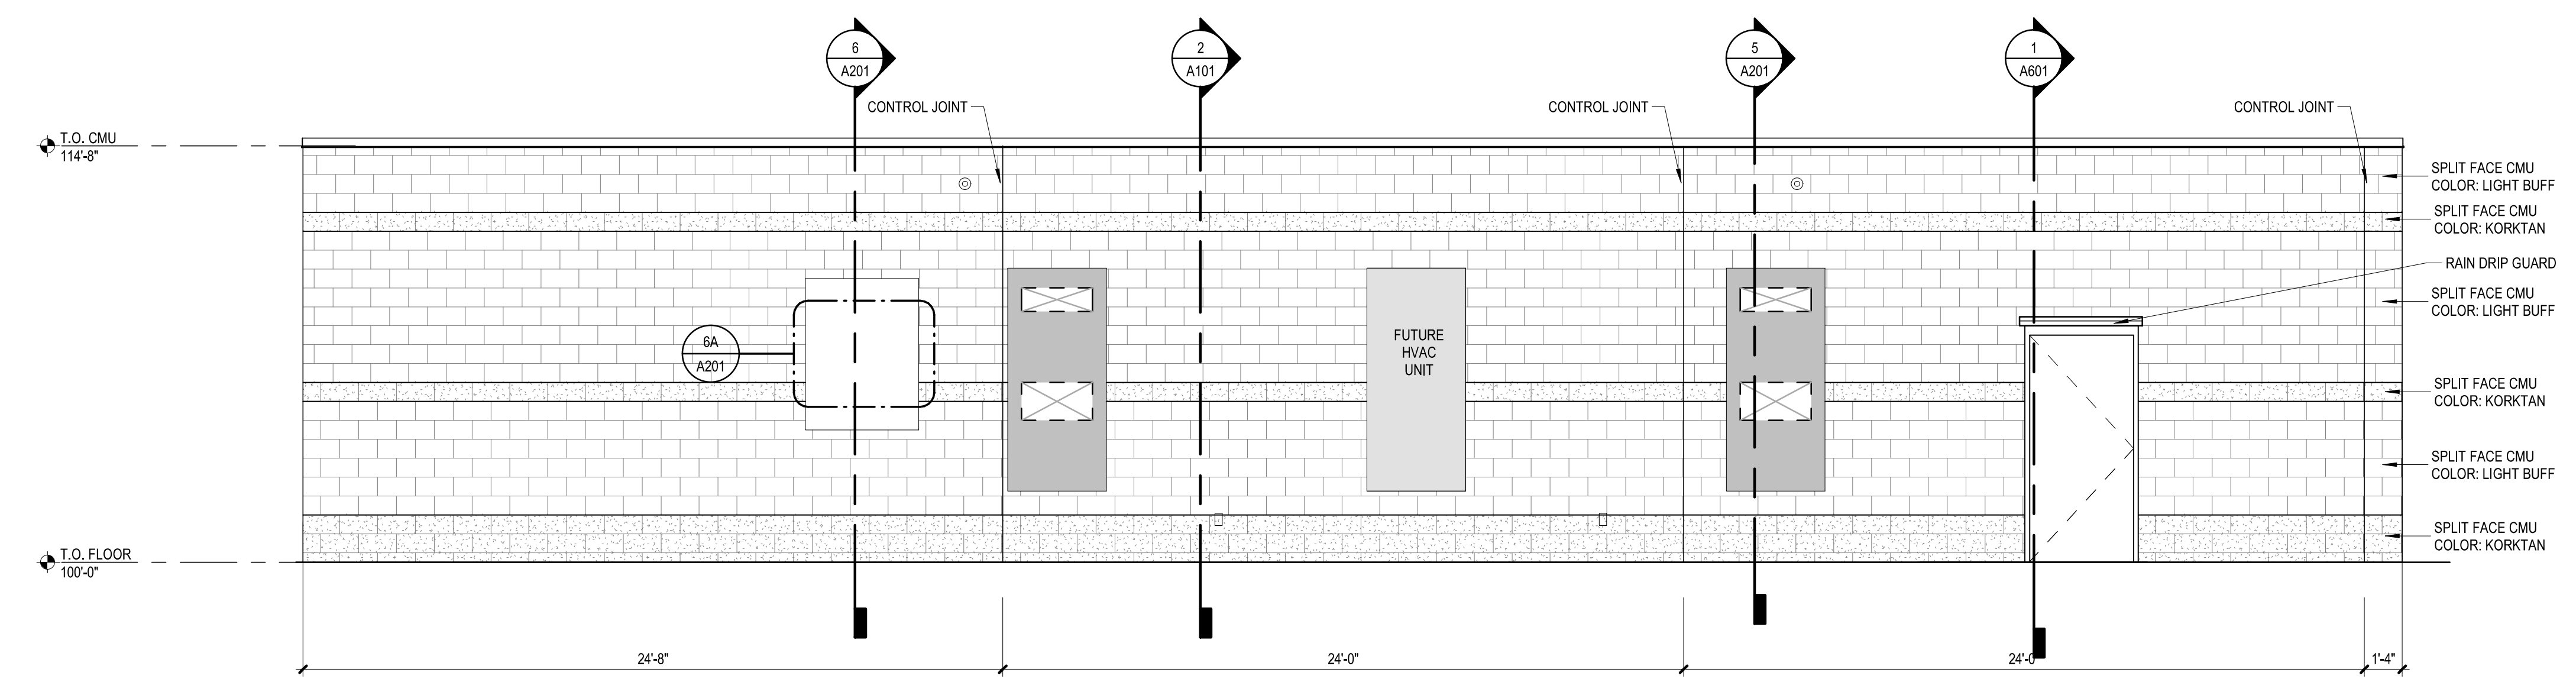 6
A201
2
A101
5
A201
1
A601
CONTROL JOINT
CONTROL JOINT
CONTROL JOINT
T.O. CMU
114'-8"
SPLIT FACE CMU
COLOR: LIGHT BUFF
SPLIT FACE CMU
COLOR: KORKTAN
RAIN DRIP GUARD
SPLIT FACE CMU
COLOR: LIGHT BUFF
FUTURE
HVAC
UNIT
6A
A201
SPLIT FACE CMU
COLOR: KORKTAN
SPLIT FACE CMU
COLOR: LIGHT BUFF
SPLIT FACE CMU
COLOR: KORKTAN
T.O. FLOOR
100'-0"
24'-8"
24'-0"
24'-0
1'-4"